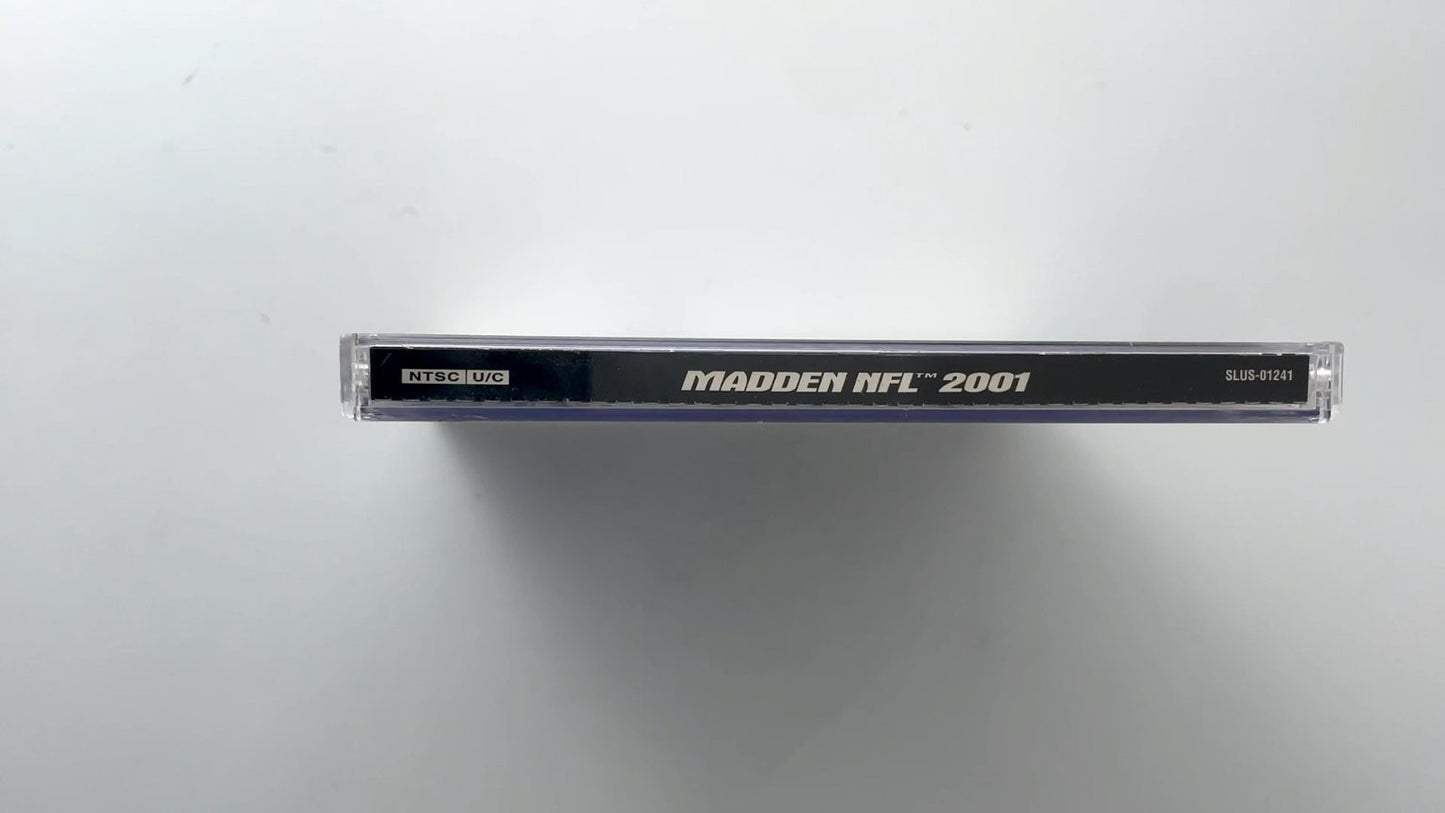 NTSC U/C MADDEN NFL™ 2001 SLUS-01241